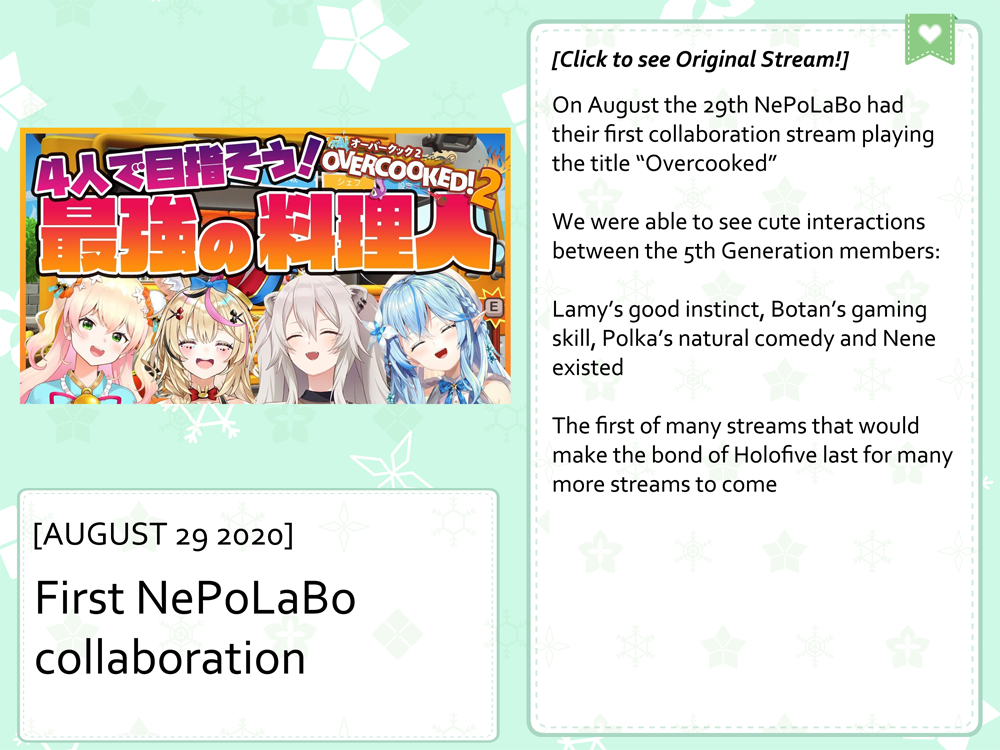 4人で目指そう!
オーバークック2
OVERCOOKED! 2
最強の料理人
E
[AUGUST 29 2020]
First NePoLaBo
collaboration
[Click to see Original Stream!]
On August the 29th NePoLaBo had
their first collaboration stream playing
the title “Overcooked”
We were able to see cute interactions
between the 5th Generation members:
Lamy’s good instinct, Botan’s gaming
skill, Polka’s natural comedy and Nene
existed
The first of many streams that would
make the bond of Holofive last for many
more streams to come